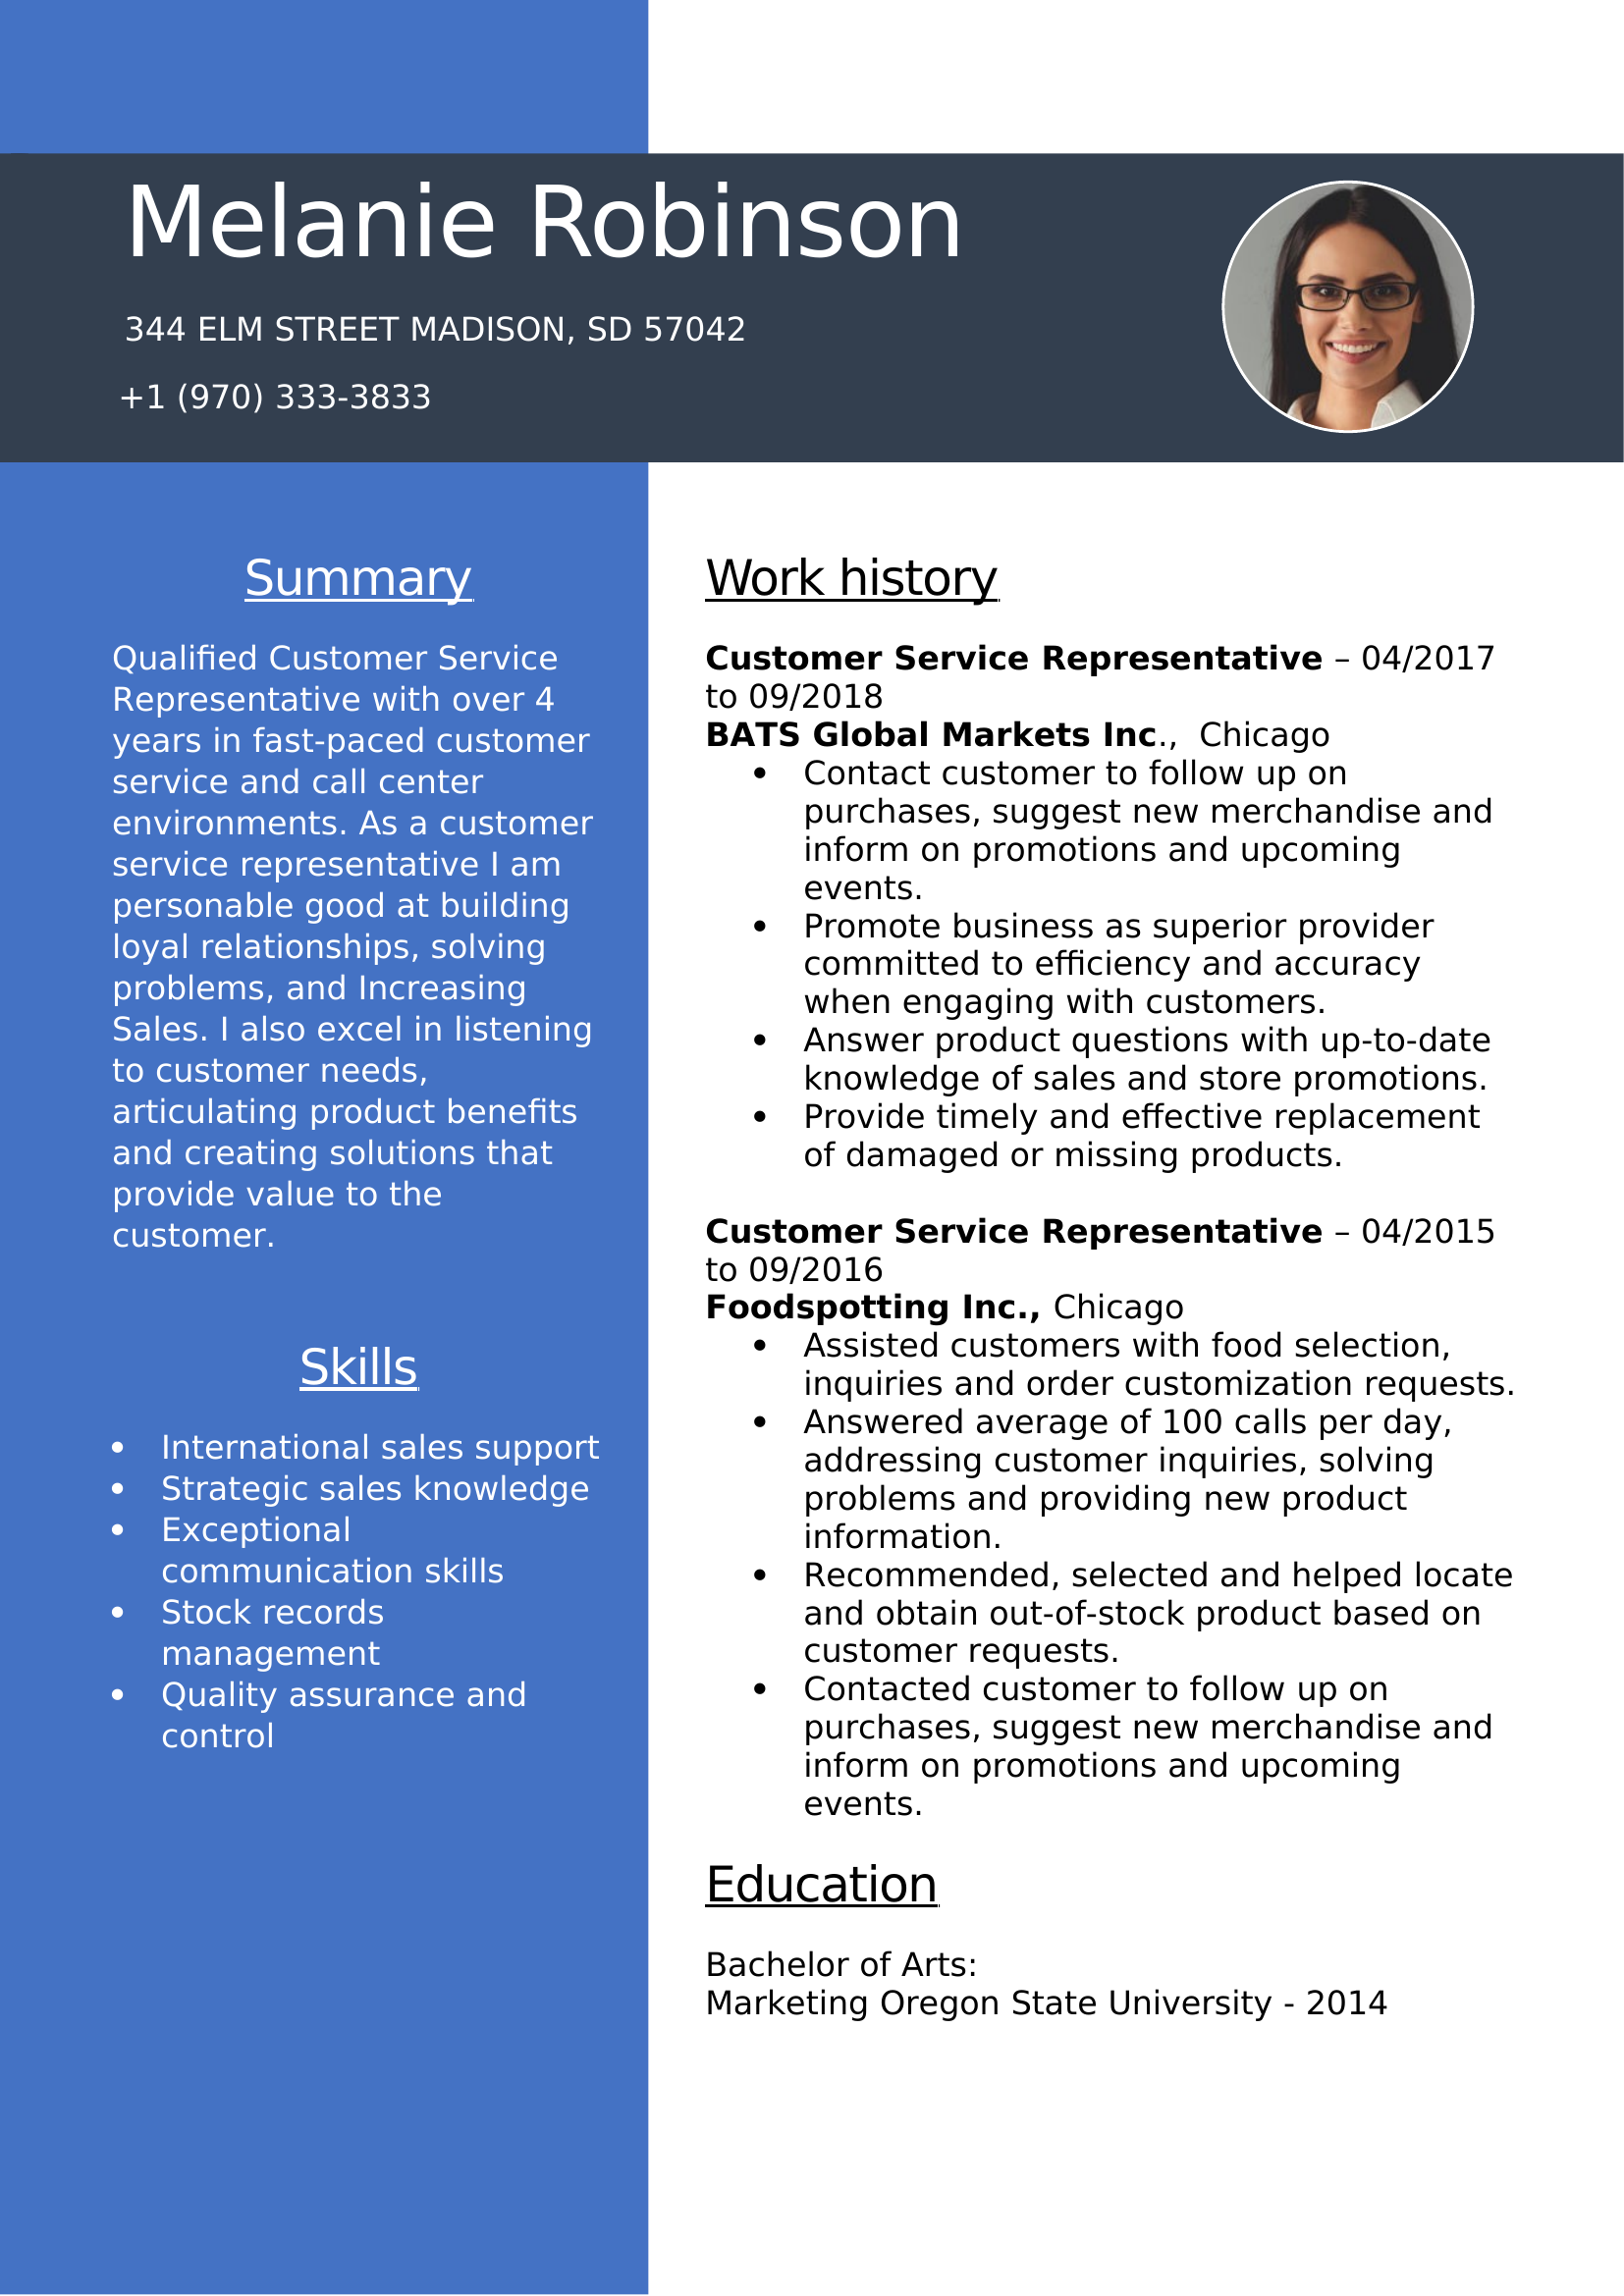 Melanie Robinson
344 ELM STREET MADISON, SD 57042
+1 (970) 333-3833
Summary
Qualified Customer Service
Representative with over 4
years in fast-paced customer
service and call center
environments. As a customer
service representative I am
personable good at building
loyal relationships, solving
problems, and Increasing
Sales. I also excel in listening
to customer needs,
articulating product benefits
and creating solutions that
provide value to the
customer.
Skills
• International sales support
• Strategic sales knowledge
• Exceptional
communication skills
• Stock records
management
• Quality assurance and
control
Work history
Customer Service Representative – 04/2017
to 09/2018
BATS Global Markets Inc.,  Chicago
• Contact customer to follow up on
purchases, suggest new merchandise and
inform on promotions and upcoming
events.
• Promote business as superior provider
committed to efficiency and accuracy
when engaging with customers.
• Answer product questions with up-to-date
knowledge of sales and store promotions.
• Provide timely and effective replacement
of damaged or missing products.
Customer Service Representative – 04/2015
to 09/2016
Foodspotting Inc., Chicago
• Assisted customers with food selection,
inquiries and order customization requests.
• Answered average of 100 calls per day,
addressing customer inquiries, solving
problems and providing new product
information.
• Recommended, selected and helped locate
and obtain out-of-stock product based on
customer requests.
• Contacted customer to follow up on
purchases, suggest new merchandise and
inform on promotions and upcoming
events.
Education
Bachelor of Arts:
Marketing Oregon State University - 2014